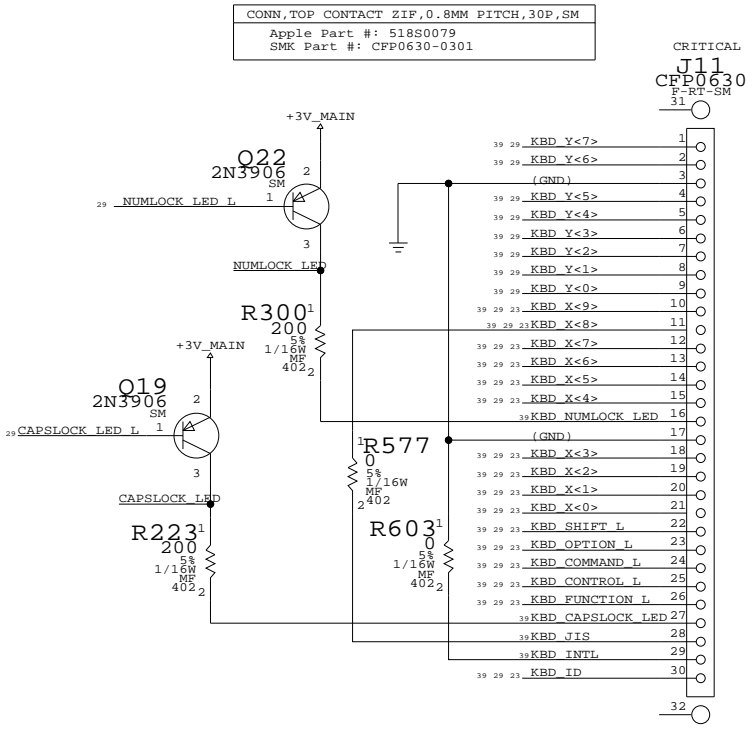 CONN,TOP CONTACT ZIF,0.8MM PITCH,30P,SM
Apple Part #: 518S0079
SMK Part #: CFP0630-0301
CRITICAL
J11
CFP0630
F-RT-SM
31
+3V_MAIN
Q22
2N3906
SM
2
1
3
29 NUMLOCK_LED_L
NUMLOCK_LED
R300
1
200
5%
1/16W
MF
402
2
+3V_MAIN
Q19
2N3906
SM
2
1
3
29 CAPSLOCK_LED_L
CAPSLOCK_LED
R223
1
200
5%
1/16W
MF
402
2
1
R577
0
5%
1/16W
MF
402
2
R603
1
0
5%
1/16W
MF
402
2
39 29 KBD_Y<7> 1
39 29 KBD_Y<6> 2
(GND) 3
39 29 KBD_Y<5> 4
39 29 KBD_Y<4> 5
39 29 KBD_Y<3> 6
39 29 KBD_Y<2> 7
39 29 KBD_Y<1> 8
39 29 KBD_Y<0> 9
39 29 23 KBD_X<9> 10
39 29 23 KBD_X<8> 11
39 29 23 KBD_X<7> 12
39 29 23 KBD_X<6> 13
39 29 23 KBD_X<5> 14
39 29 23 KBD_X<4> 15
39 KBD_NUMLOCK_LED 16
(GND) 17
39 29 23 KBD_X<3> 18
39 29 23 KBD_X<2> 19
39 29 23 KBD_X<1> 20
39 29 23 KBD_X<0> 21
39 29 23 KBD_SHIFT_L 22
39 29 23 KBD_OPTION_L 23
39 29 23 KBD_COMMAND_L 24
39 29 23 KBD_CONTROL_L 25
39 29 23 KBD_FUNCTION_L 26
39 KBD_CAPSLOCK_LED 27
39 KBD_JIS 28
39 KBD_INTL 29
39 29 23 KBD_ID 30
32